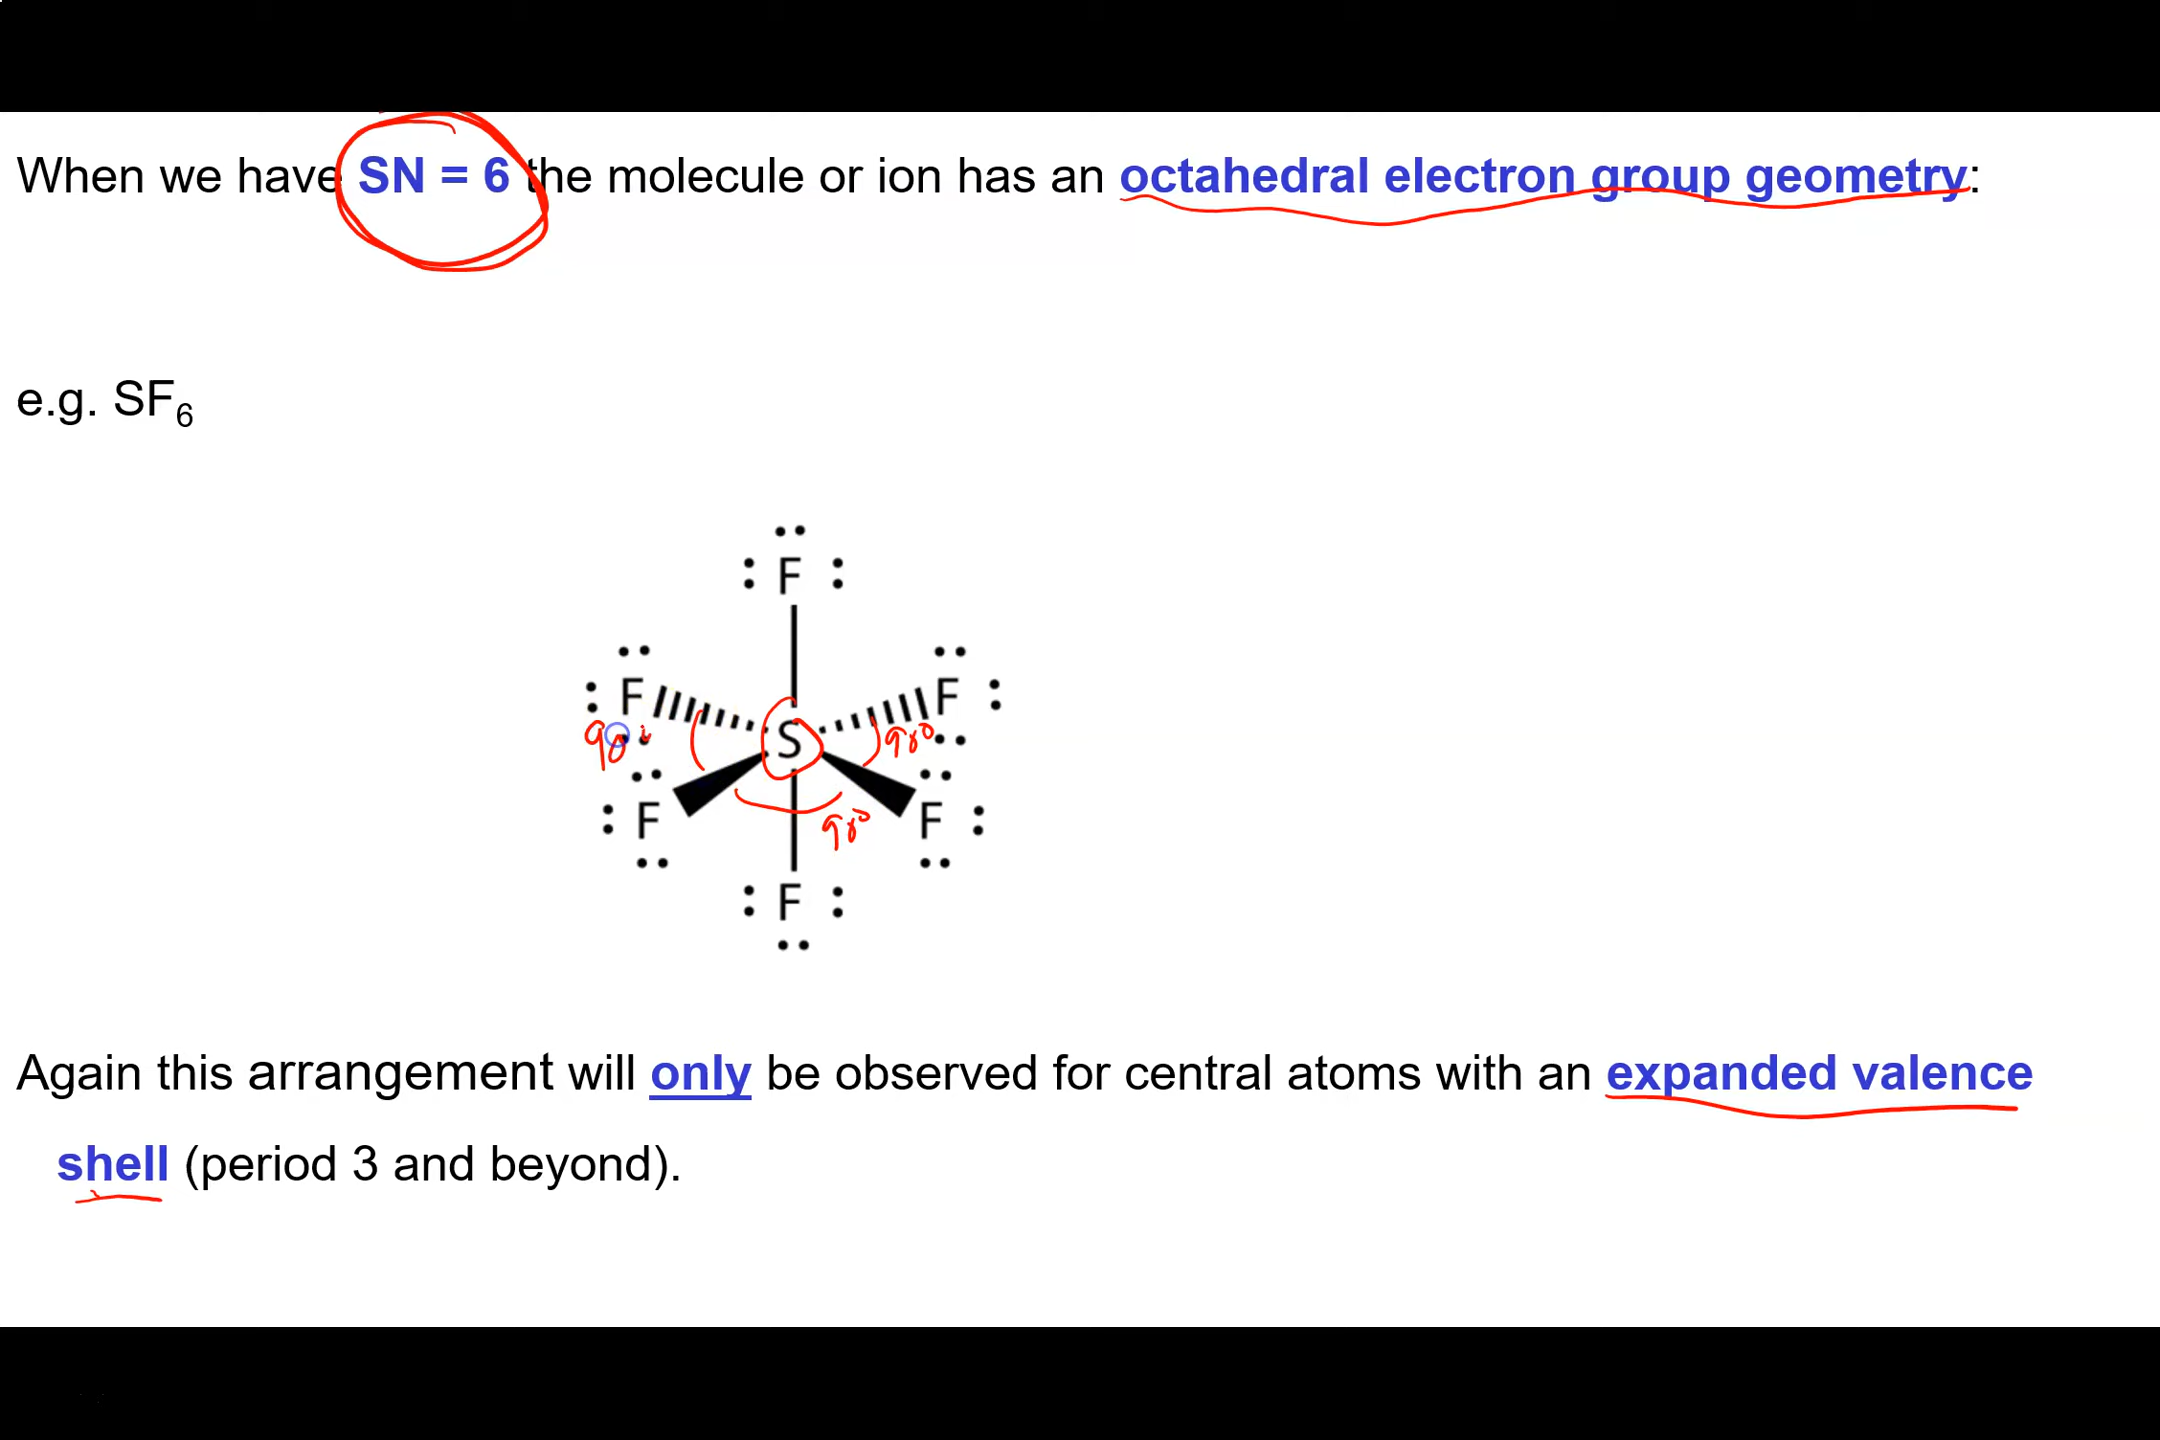 When we have SN = 6 the molecule or ion has an octahedral electron group geometry:
e.g. SF₆
F
F F
90° S 90°
F F
90°
F
Again this arrangement will only be observed for central atoms with an expanded valence
shell (period 3 and beyond).